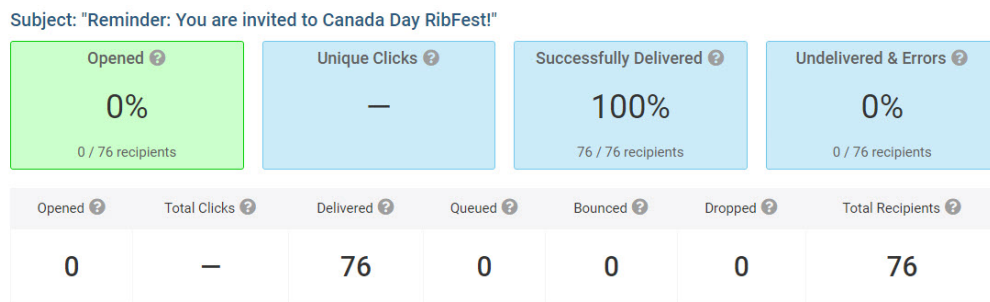 Subject: "Reminder: You are invited to Canada Day RibFest!"
Opened ? Unique Clicks ? Successfully Delivered ? Undelivered & Errors ?
0% — 100% 0%
0 / 76 recipients 76 / 76 recipients 0 / 76 recipients
Opened ? Total Clicks ? Delivered ? Queued ? Bounced ? Dropped ? Total Recipients ?
0 — 76 0 0 0 76